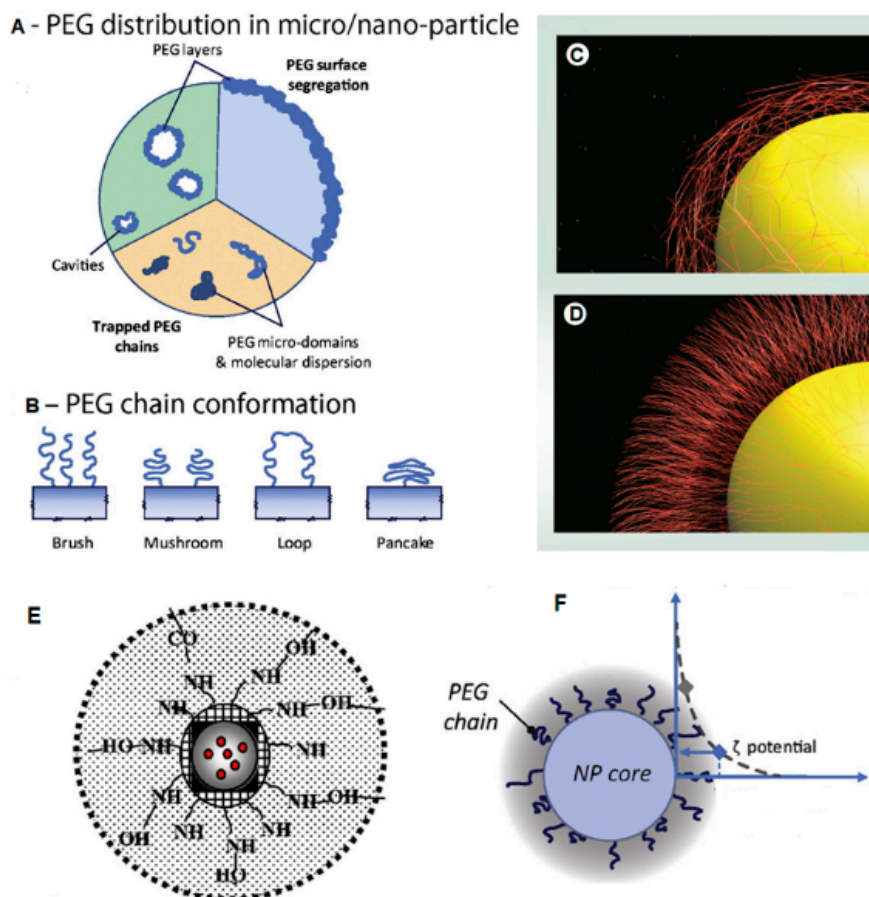 A - PEG distribution in micro/nano-particle
PEG layers
PEG surface
segregation
Cavities
Trapped PEG
chains
PEG micro-domains
& molecular dispersion
B – PEG chain conformation
Brush
Mushroom
Loop
Pancake
C
D
E
CO
OH
NH
NH
NH
NH
OH
HO
NH
NH
NH
NH
OH
OH
NH
NH
NH
HO
F
PEG
chain
NP core
ζ potential